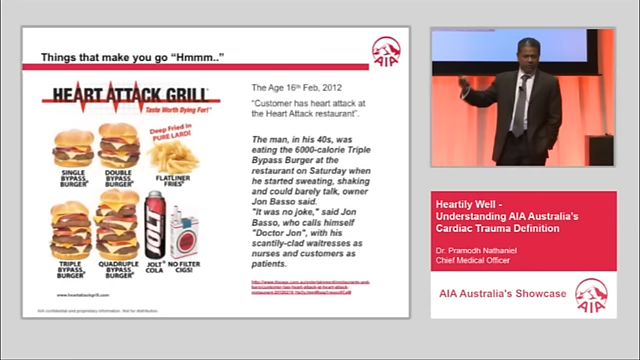 Things that make you go "Hmmm.."
AIA
HEART ATTACK GRILL
Taste Worth Dying For!
Deep Fried in
PURE LARD!
SINGLE
BYPASS
BURGER
DOUBLE
BYPASS
BURGER
FLATLINER
FRIES
TRIPLE
BYPASS
BURGER
QUADRUPLE
BYPASS
BURGER
JOLT
JOLT
COLA
NO FILTER
CIGS!
www.heartattackgrill.com
The Age 16th Feb, 2012
"Customer has heart attack at
the Heart Attack restaurant".
The man, in his 40s, was
eating the 6000-calorie Triple
Bypass Burger at the
restaurant on Saturday when
he started sweating, shaking
and could barely talk, owner
Jon Basso said.
"It was no joke," said Jon
Basso, who calls himself
"Doctor Jon", with his
scantily-clad waitresses as
nurses and customers as
patients.
AIA confidential and proprietary information. Not for distribution.
Heartily Well -
Understanding AIA Australia's
Cardiac Trauma Definition
Dr. Pramodh Nathaniel
Chief Medical Officer
AIA Australia's Showcase
AIA